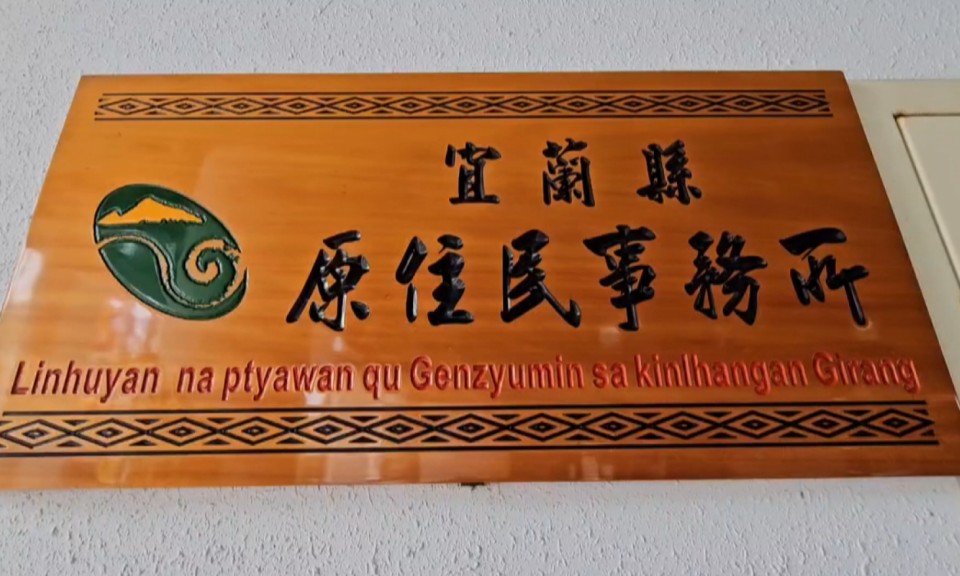 宜蘭縣
原住民事務所
Linhuyan na ptyawan qu Genzyumin sa kinlhangan Girang